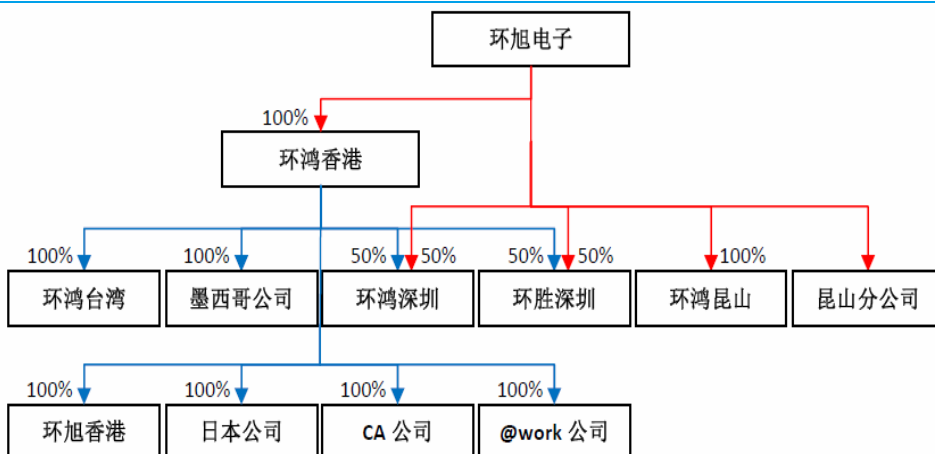 环旭电子
100%
环鸿香港
100% 100% 50% 50% 50% 50% 100%
环鸿台湾 墨西哥公司 环鸿深圳 环胜深圳 环鸿昆山 昆山分公司
100% 100% 100% 100%
环旭香港 日本公司 CA 公司 @work 公司